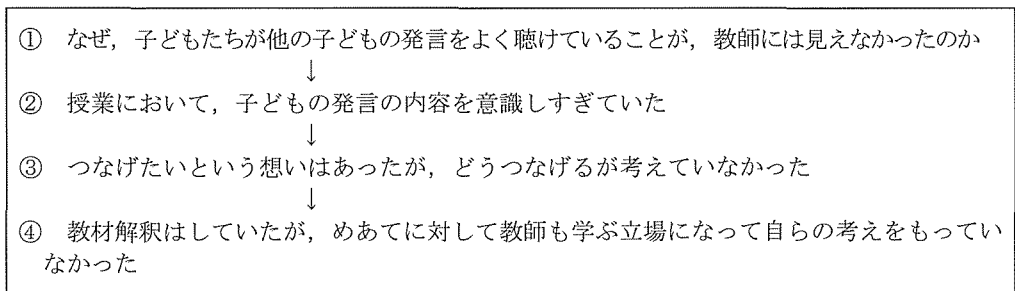 ① なぜ，子どもたちが他の子どもの発言をよく聴けていることが，教師には見えなかったのか
↓
② 授業において，子どもの発言の内容を意識しすぎていた
↓
③ つなげたいという想いはあったが，どうつなげるが考えていなかった
↓
④ 教材解釈はしていたが，めあてに対して教師も学ぶ立場になって自らの考えをもってい
なかった